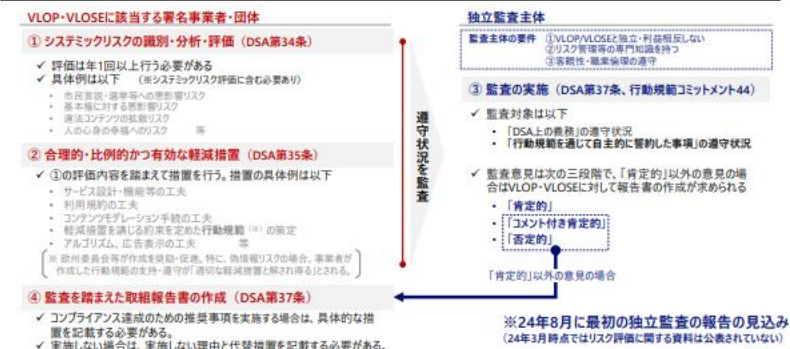 VLOP・VLOSEに該当する署名事業者・団体
① システミックリスクの識別・分析・評価（DSA第34条）
✓ 評価は年1回以上行う必要がある
✓ 具体例は以下 （※システミックリスク評価に含む必要あり）
• 市民言説・選挙等への悪影響リスク
• 基本権に対する悪影響リスク
• 違法コンテンツの拡散リスク
• 人の心身の幸福へのリスク 等
② 合理的・比例的かつ有効な軽減措置（DSA第35条）
✓ ①の評価内容を踏まえて措置を行う。措置の具体例は以下
• サービス設計・機能等の工夫
• 利用規約の工夫
• コンテンツモデレーション手続の工夫
• 軽減措置を講じる約束を定めた行動規範（※）の策定
• アルゴリズム、広告表示の工夫 等
※ 欧州委員会等が作成を奨励・促進。特に、偽情報リスクの場合、事業者が
作成した行動規範の支持・遵守が「適切な軽減措置と解され得る」とされる。
④ 監査を踏まえた取組報告書の作成（DSA第37条）
✓ コンプライアンス達成のための推奨事項を実施する場合は、具体的な措
置を記載する必要がある。
✓ 実施しない場合は、実施しない理由と代替措置を記載する必要がある。
遵守状況を監査
独立監査主体
監査主体の要件 ①VLOP/VLOSEと独立・利益相反しない
②リスク管理等の専門知識を持つ
③客観性・職業倫理の遵守
③ 監査の実施（DSA第37条、行動規範コミットメント44）
✓ 監査対象は以下
• 「DSA上の義務」の遵守状況
• 「行動規範を通じて自主的に誓約した事項」の遵守状況
✓ 監査意見は次の三段階で、「肯定的」以外の意見の場
合はVLOP・VLOSEに対して報告書の作成が求められる
• 「肯定的」
• 「コメント付き肯定的」
• 「否定的」
「肯定的」以外の意見の場合
※24年8月に最初の独立監査の報告の見込み
（24年3月時点ではリスク評価に関する資料は公表されていない）